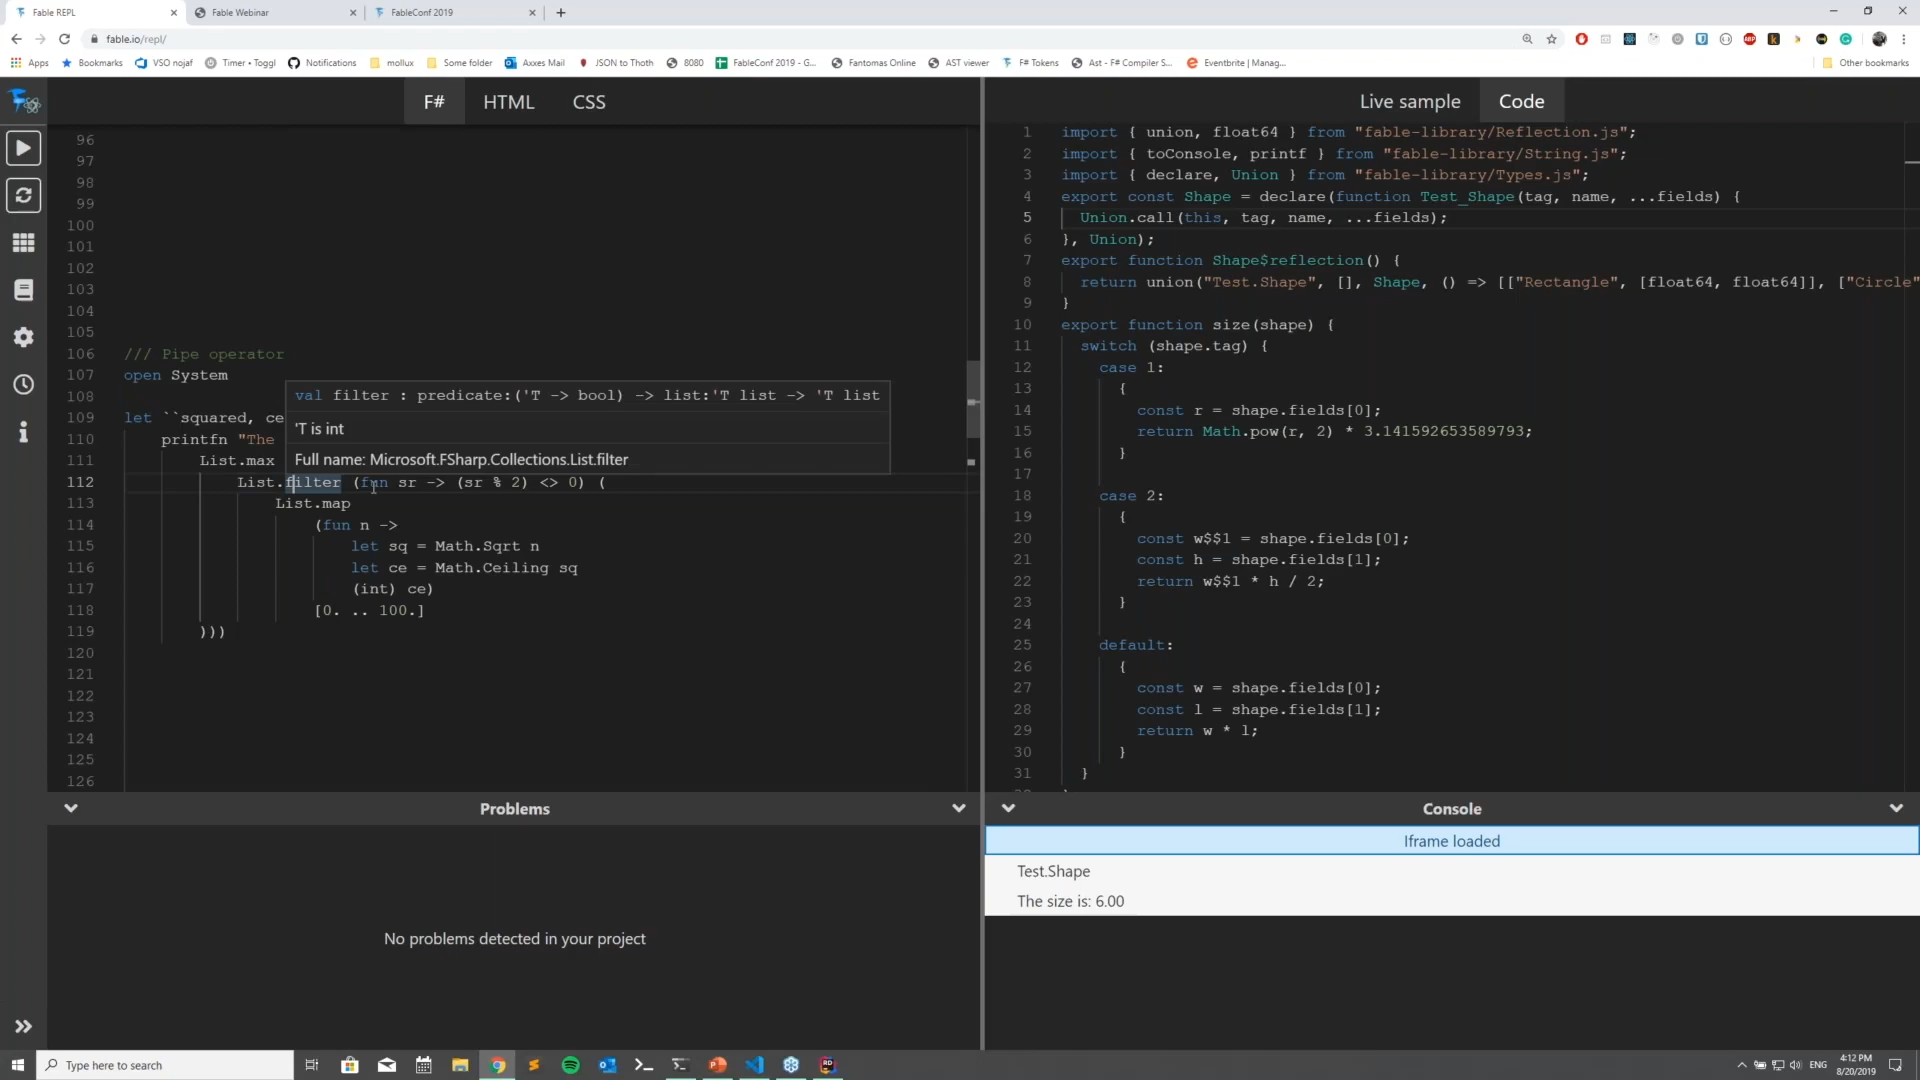 Fable REPL
Fable Webinar
FableConf 2019
fable.io/repl/
Apps
Bookmarks
VSO nojaf
Timer • Toggl
Notifications
mollux
Some folder
Axxes Mail
JSON to Thoth
8080
FableConf 2019 - G...
Fantomas Online
AST viewer
F# Tokens
Ast - F# Compiler S...
Eventbrite | Manag...
Other bookmarks
F#
HTML
CSS
96
97
98
99
100
101
102
103
104
105
106 /// Pipe operator
107 open System
108
109 let ``squared, ce
110 printfn "The
111 List.max
112 List.filter (fun sr -> (sr % 2) <> 0) (
113 List.map
114 (fun n ->
115 let sq = Math.Sqrt n
116 let ce = Math.Ceiling sq
117 (int) ce)
118 [0. .. 100.]
119 )))
120
121
122
123
124
125
126
val filter : predicate:('T -> bool) -> list:'T list -> 'T list
'T is int
Full name: Microsoft.FSharp.Collections.List.filter
Problems
No problems detected in your project
Live sample
Code
1 import { union, float64 } from "fable-library/Reflection.js";
2 import { toConsole, printf } from "fable-library/String.js";
3 import { declare, Union } from "fable-library/Types.js";
4 export const Shape = declare(function Test_Shape(tag, name, ...fields) {
5 Union.call(this, tag, name, ...fields);
6 }, Union);
7 export function Shape$reflection() {
8 return union("Test.Shape", [], Shape, () => [["Rectangle", [float64, float64]], ["Circle"
9 }
10 export function size(shape) {
11 switch (shape.tag) {
12 case 1:
13 {
14 const r = shape.fields[0];
15 return Math.pow(r, 2) * 3.141592653589793;
16 }
17
18 case 2:
19 {
20 const w$$1 = shape.fields[0];
21 const h = shape.fields[1];
22 return w$$1 * h / 2;
23 }
24
25 default:
26 {
27 const w = shape.fields[0];
28 const l = shape.fields[1];
29 return w * l;
30 }
31 }
Console
Iframe loaded
Test.Shape
The size is: 6.00
Type here to search
ENG
4:12 PM
8/20/2019